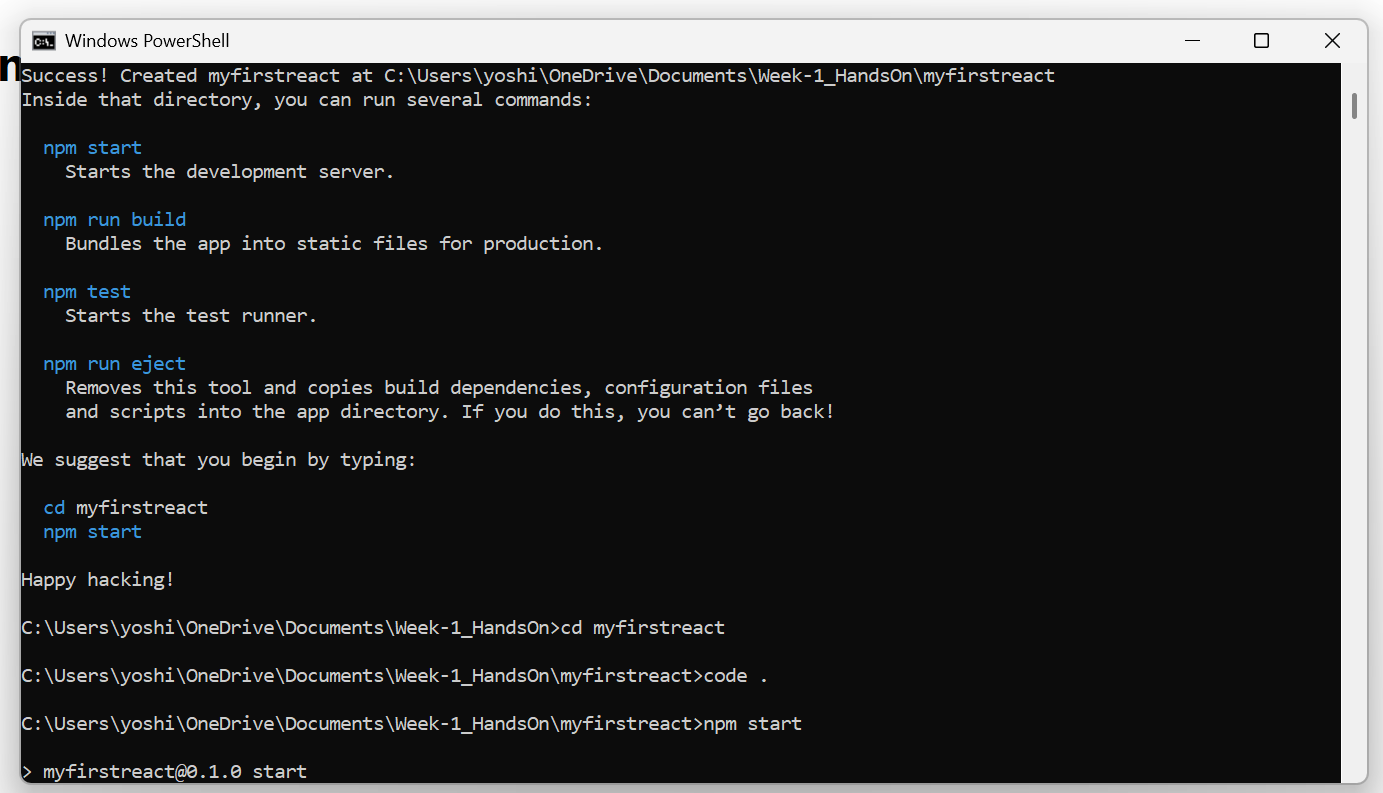 Windows PowerShell
n
Success! Created myfirstreact at C:\Users\yoshi\OneDrive\Documents\Week-1_HandsOn\myfirstreact
Inside that directory, you can run several commands:
npm start
Starts the development server.
npm run build
Bundles the app into static files for production.
npm test
Starts the test runner.
npm run eject
Removes this tool and copies build dependencies, configuration files
and scripts into the app directory. If you do this, you can’t go back!
We suggest that you begin by typing:
cd myfirstreact
npm start
Happy hacking!
C:\Users\yoshi\OneDrive\Documents\Week-1_HandsOn>cd myfirstreact
C:\Users\yoshi\OneDrive\Documents\Week-1_HandsOn\myfirstreact>code .
C:\Users\yoshi\OneDrive\Documents\Week-1_HandsOn\myfirstreact>npm start
> myfirstreact@0.1.0 start